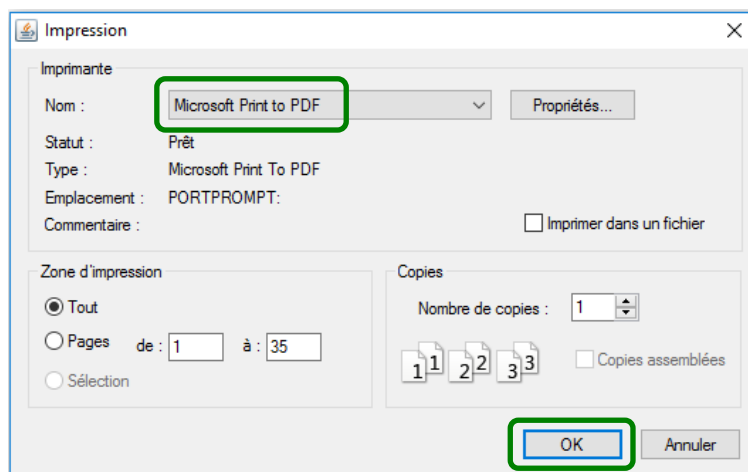 Impression
Imprimante
Nom : Microsoft Print to PDF Propriétés...
Statut : Prêt
Type : Microsoft Print To PDF
Emplacement : PORTPROMPT:
Commentaire : Imprimer dans un fichier
Zone d'impression
Tout
Pages de : 1 à : 35
Sélection
Copies
Nombre de copies : 1
1 1 2 2 3 3 Copies assemblées
OK Annuler